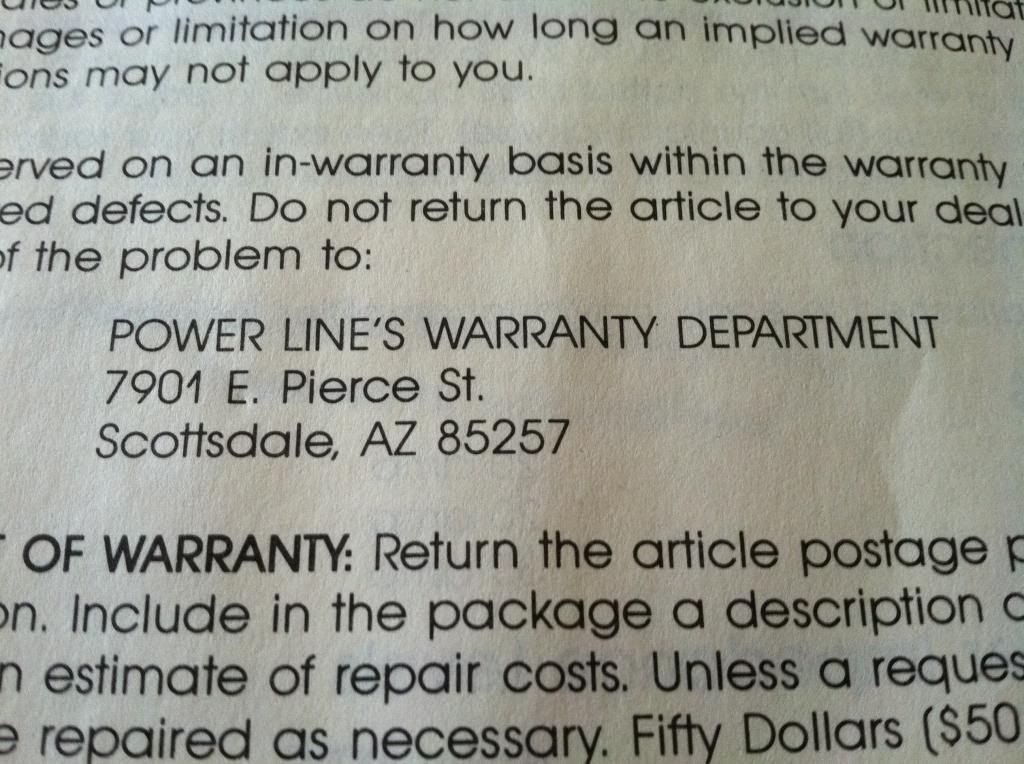 nages or limitation on how long an implied warranty
ions may not apply to you.
erved on an in-warranty basis within the warranty
ed defects. Do not return the article to your deal
of the problem to:
POWER LINE'S WARRANTY DEPARTMENT
7901 E. Pierce St.
Scottsdale, AZ 85257
OF WARRANTY: Return the article postage p
on. Include in the package a description o
n estimate of repair costs. Unless a reques
e repaired as necessary. Fifty Dollars ($50